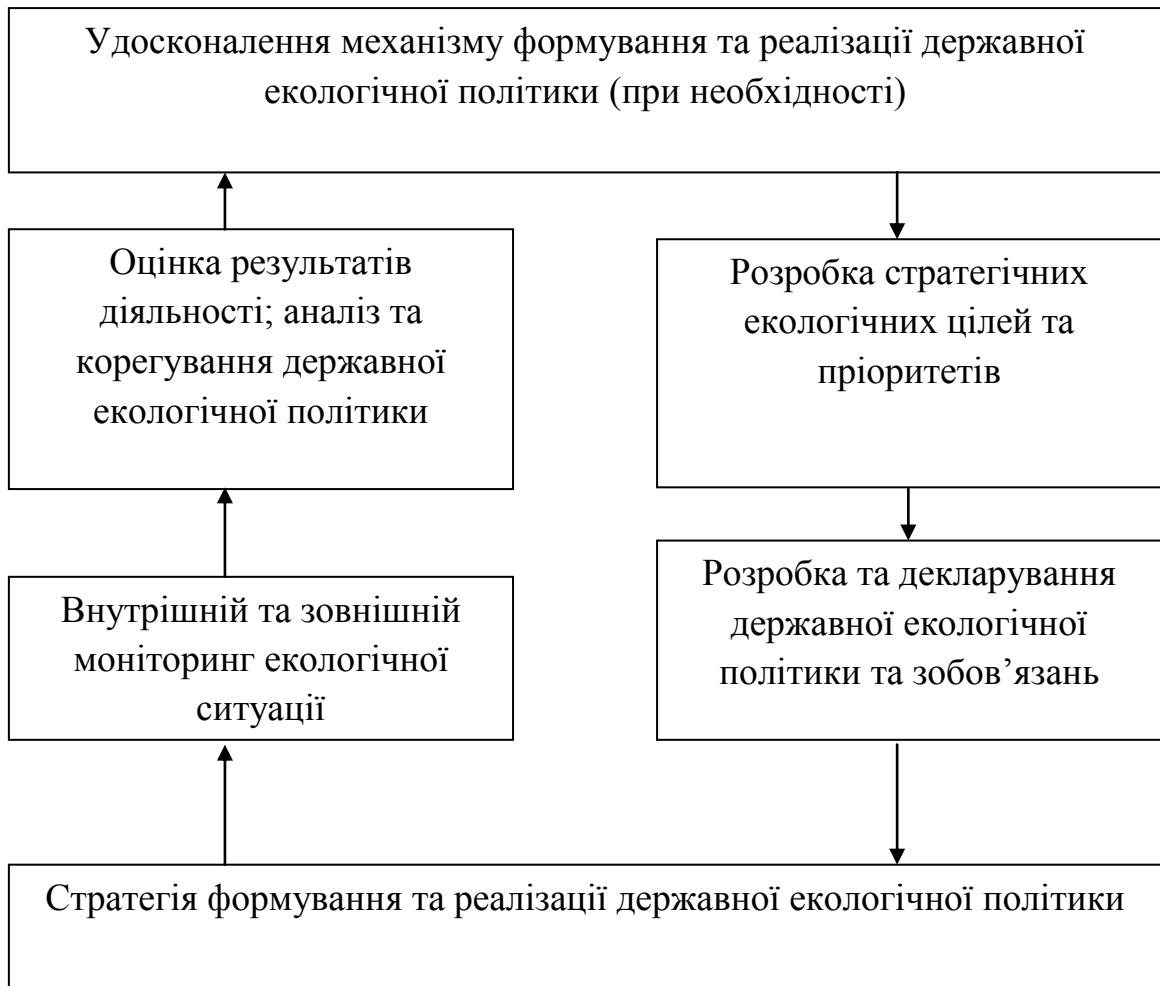 Удосконалення механізму формування та реалізації державної
екологічної політики (при необхідності)
Оцінка результатів
діяльності; аналіз та
корегування державної
екологічної політики
Розробка стратегічних
екологічних цілей та
пріоритетів
Внутрішній та зовнішній
моніторинг екологічної
ситуації
Розробка та декларування
державної екологічної
політики та зобов’язань
Стратегія формування та реалізації державної екологічної політики